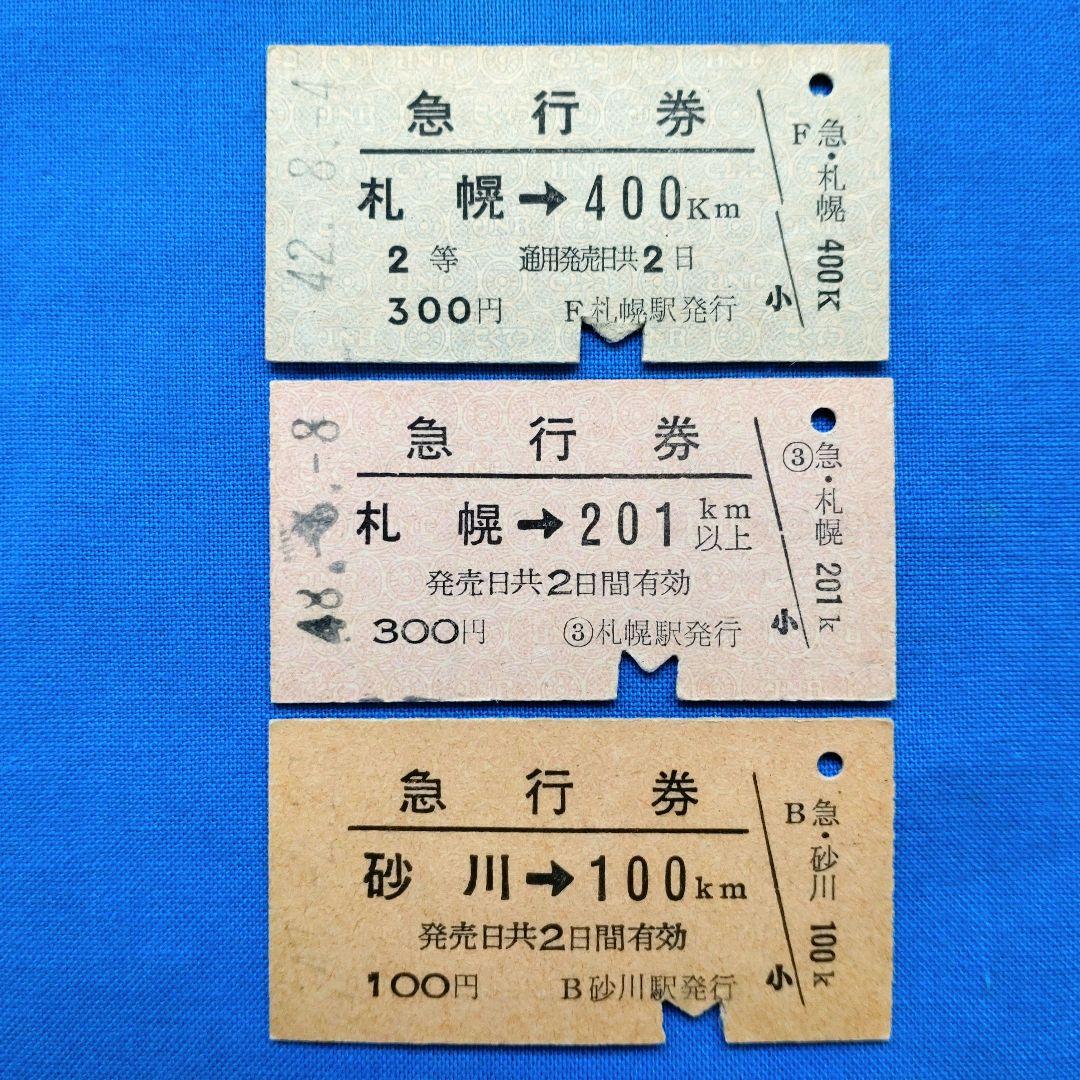 急行券
札幌➔400Km
2等 通用発売日共2日
300円 F札幌駅発行
42.8.-4
F急・札幌 400K
小
急行券
札幌➔201km以上
発売日共2日間有効
300円 ③札幌駅発行
48.
.-8
③急・札幌 201k
小
急行券
砂川➔100km
発売日共2日間有効
100円 B砂川駅発行
B急・砂川 100k
小